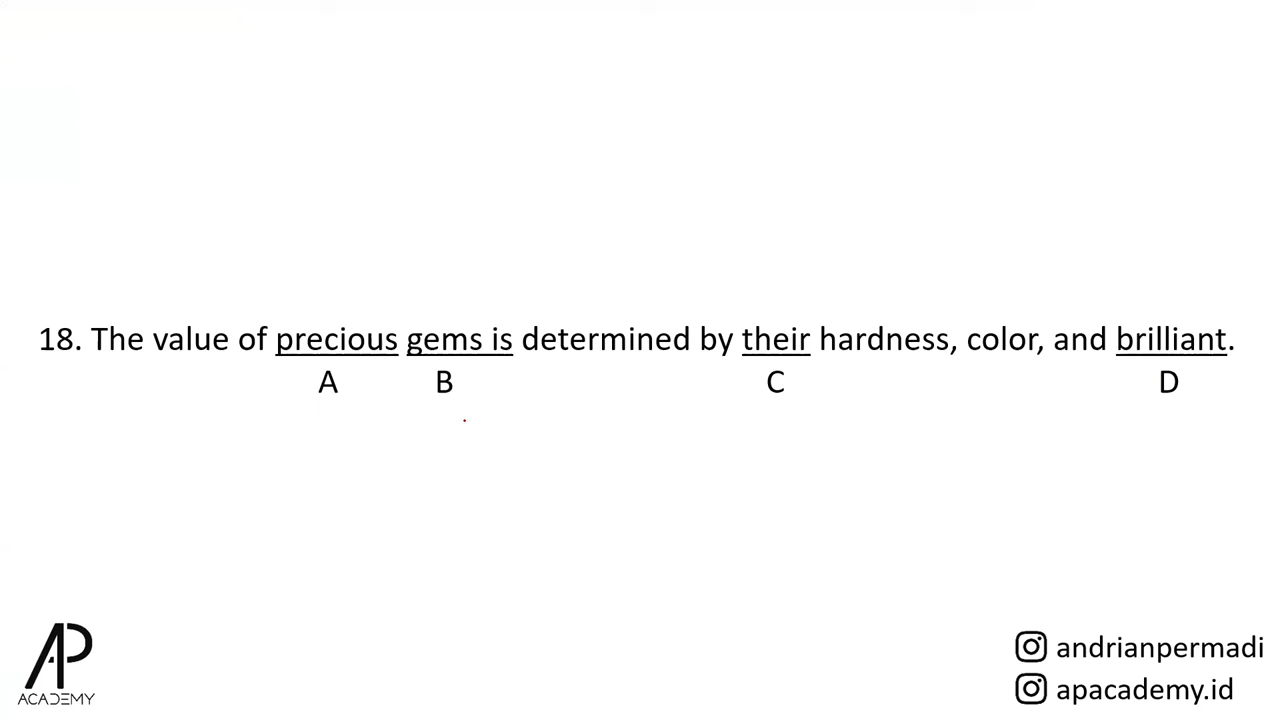 18. The value of precious gems is determined by their hardness, color, and brilliant.
A B C D
AP
ACADEMY
andrianpermadi
apacademy.id